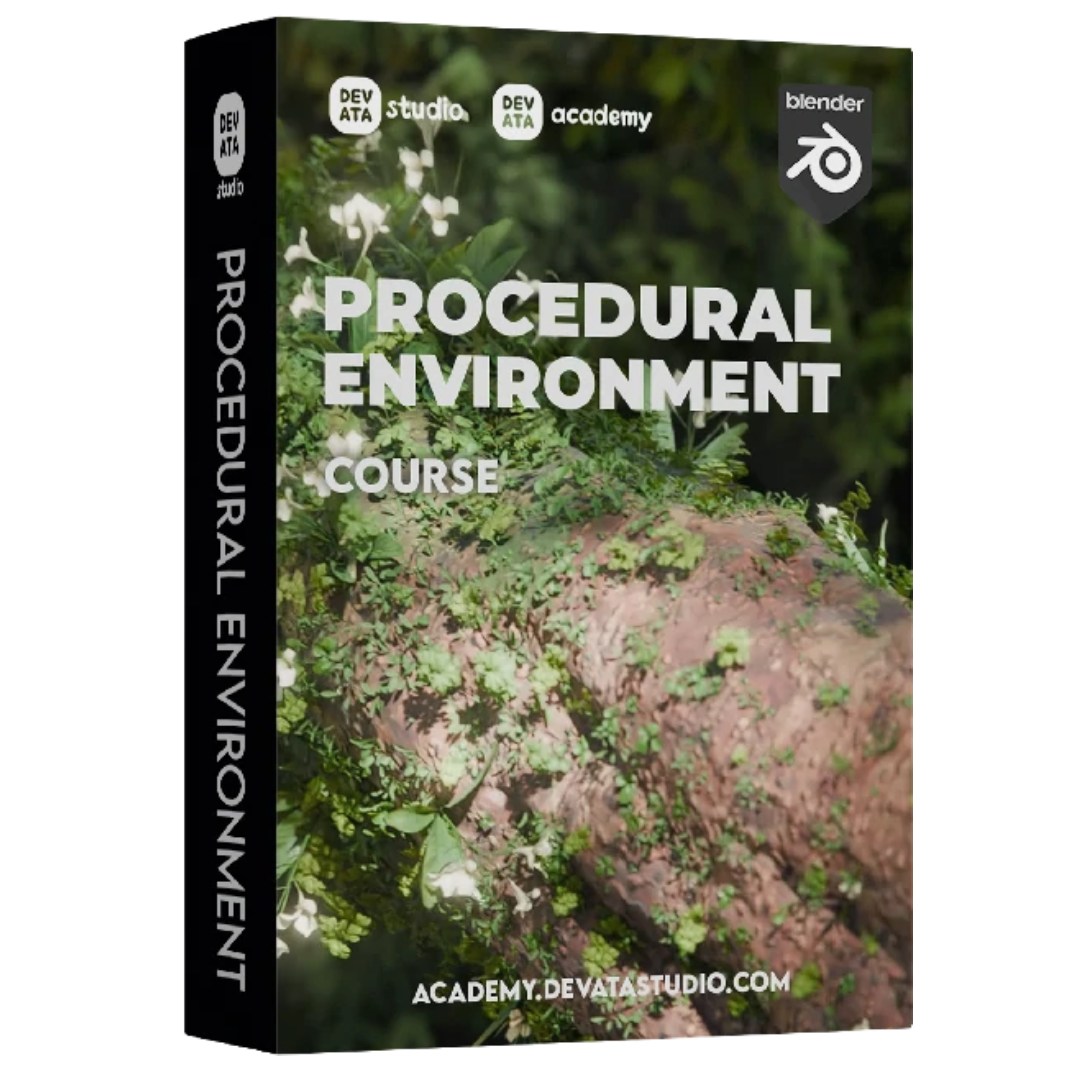 DEV
ATA
studio
DEV
ATA
academy
blender
PROCEDURAL
ENVIRONMENT
COURSE
ACADEMY.DEVATASTUDIO.COM
DEV
ATA
studio
PROCEDURAL ENVIRONMENT